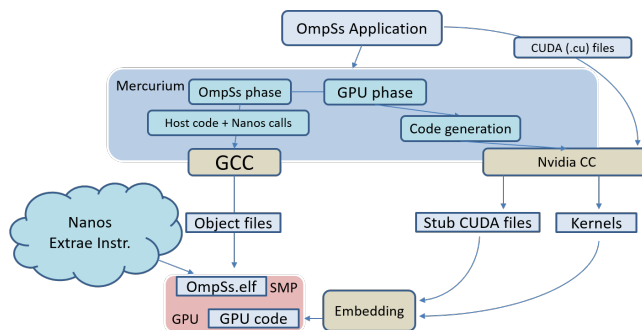 OmpSs Application
CUDA (.cu) files
Mercurium
OmpSs phase
GPU phase
Host code + Nanos calls
Code generation
GCC
Nvidia CC
Nanos
Extrae Instr.
Object files
Stub CUDA files
Kernels
OmpSs.elf
SMP
GPU
GPU code
Embedding